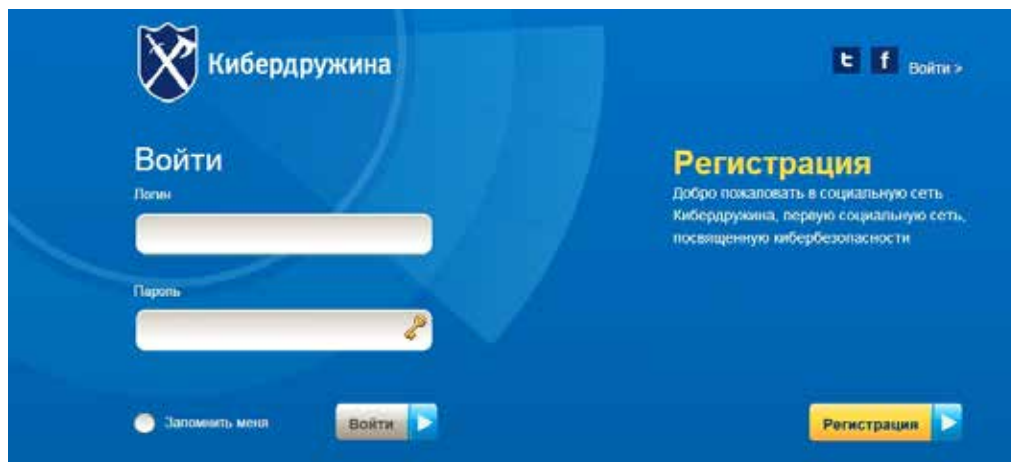 Кибердружина
Войти >
Войти
Логин
Пароль
Запомнить меня
Войти
Регистрация
Добро пожаловать в социальную сеть
Кибердружина, первую социальную сеть,
посвященную кибербезопасности
Регистрация